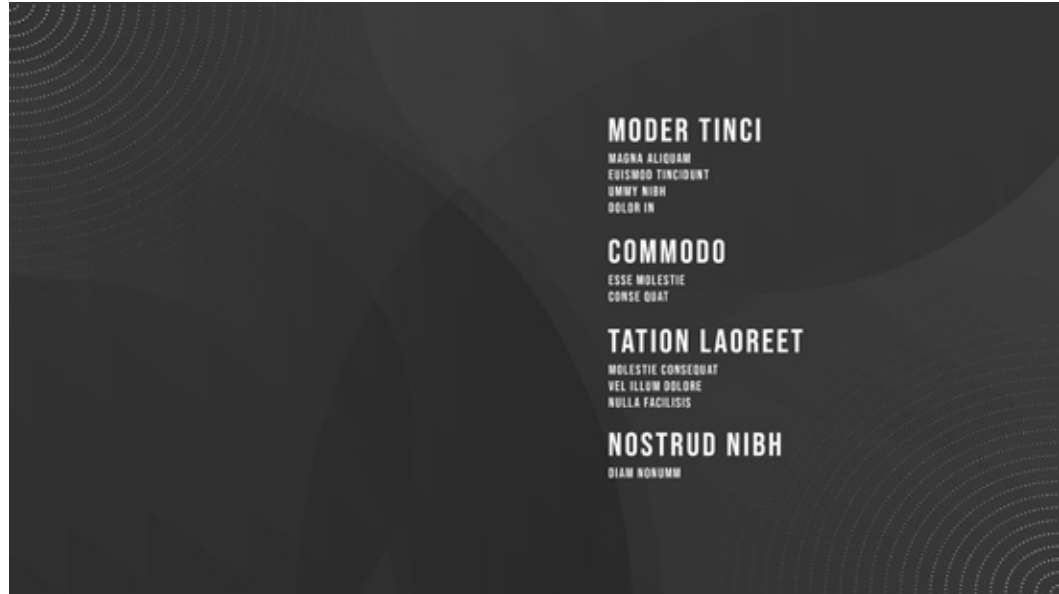 MODER TINCI
MAGNA ALIQUAM
EUISMOD TINCIDUNT
UMMY NIBH
DOLOR IN
COMMODO
ESSE MOLESTIE
CONSE QUAT
TATION LAOREET
MOLESTIE CONSEQUAT
VEL ILLUM DOLORE
NULLA FACILISIS
NOSTRUD NIBH
DIAM NONUMM